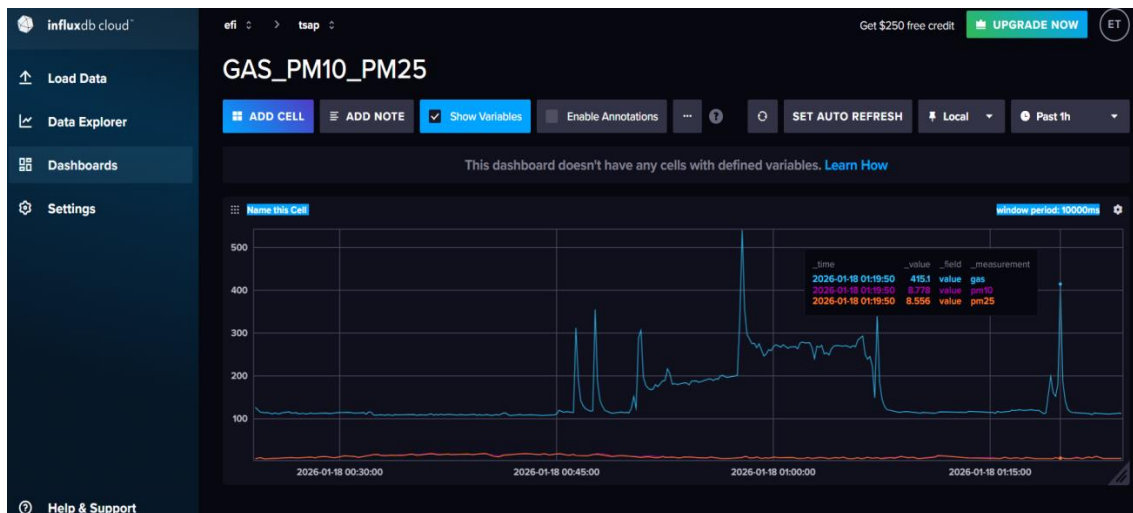 influxdb cloud™
efi > tsap
Get $250 free credit
UPGRADE NOW
ET
Load Data
Data Explorer
Dashboards
Settings
Help & Support
GAS_PM10_PM25
ADD CELL
ADD NOTE
Show Variables
Enable Annotations
...
?
SET AUTO REFRESH
Local
Past 1h
This dashboard doesn't have any cells with defined variables. Learn How
Name this Cell
window period: 10000ms
500
400
300
200
100
_time _value _field _measurement
2026-01-18 01:19:50 415.1 value gas
2026-01-18 01:19:50 8.778 value pm10
2026-01-18 01:19:50 8.556 value pm25
2026-01-18 00:30:00
2026-01-18 00:45:00
2026-01-18 01:00:00
2026-01-18 01:15:00